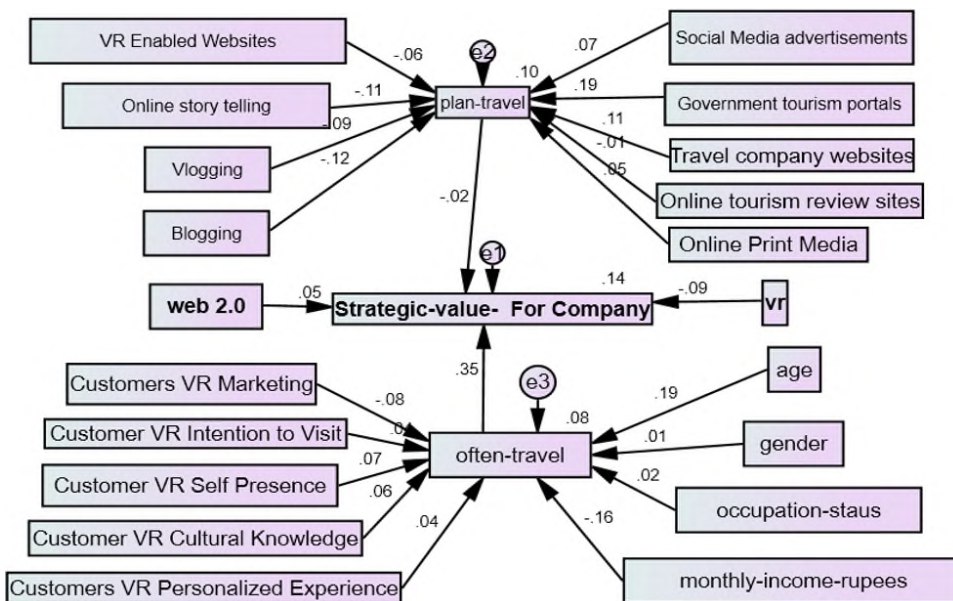 VR Enabled Websites
-.06
e2
.10
.07
Social Media advertisements
Online story telling
-.11
plan-travel
.19
Government tourism portals
-.09
.11
Vlogging
-.12
-.01
Travel company websites
.05
Online tourism review sites
Blogging
-.02
Online Print Media
e1
web 2.0
.05
Strategic-value- For Company
.14
-.09
vr
.35
Customers VR Marketing
-.08
e3
.19
age
Customer VR Intention to Visit
.08
.01
gender
often-travel
Customer VR Self Presence
.07
.02
occupation-staus
Customer VR Cultural Knowledge
.06
Customers VR Personalized Experience
.04
-.16
monthly-income-rupees